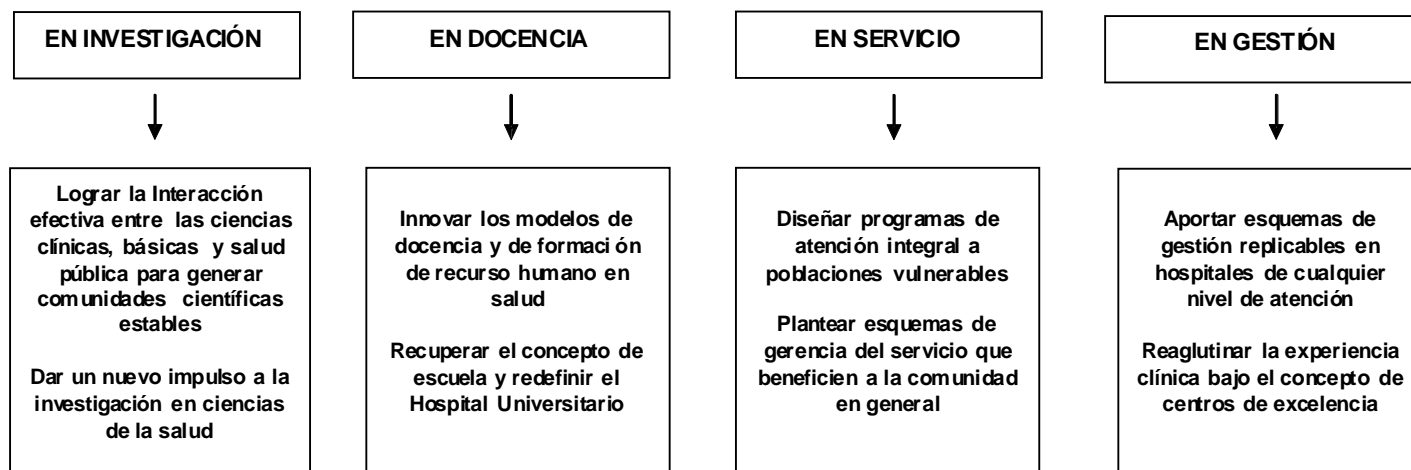 EN INVESTIGACIÓN
EN DOCENCIA
EN SERVICIO
EN GESTIÓN
Lograr la Interacción
efectiva entre las ciencias
clínicas, básicas y salud
pública para generar
comunidades científicas
estables
Dar un nuevo impulso a la
investigación en ciencias
de la salud
Innovar los modelos de
docencia y de formación
de recurso humano en
salud
Recuperar el concepto de
escuela y redefinir el
Hospital Universitario
Diseñar programas de
atención integral a
poblaciones vulnerables
Plantear esquemas de
gerencia del servicio que
beneficien a la comunidad
en general
Aportar esquemas de
gestión replicables en
hospitales de cualquier
nivel de atención
Reaglutinar la experiencia
clínica bajo el concepto de
centros de excelencia